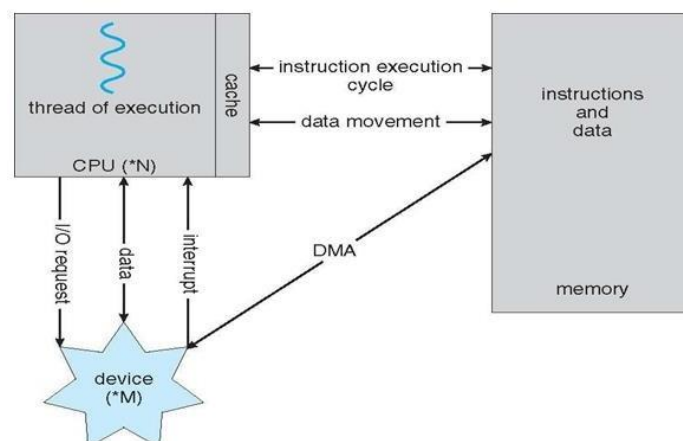 thread of execution
CPU (*N)
cache
instruction execution
cycle
data movement
instructions
and
data
memory
I/O request
data
interrupt
DMA
device
(*M)